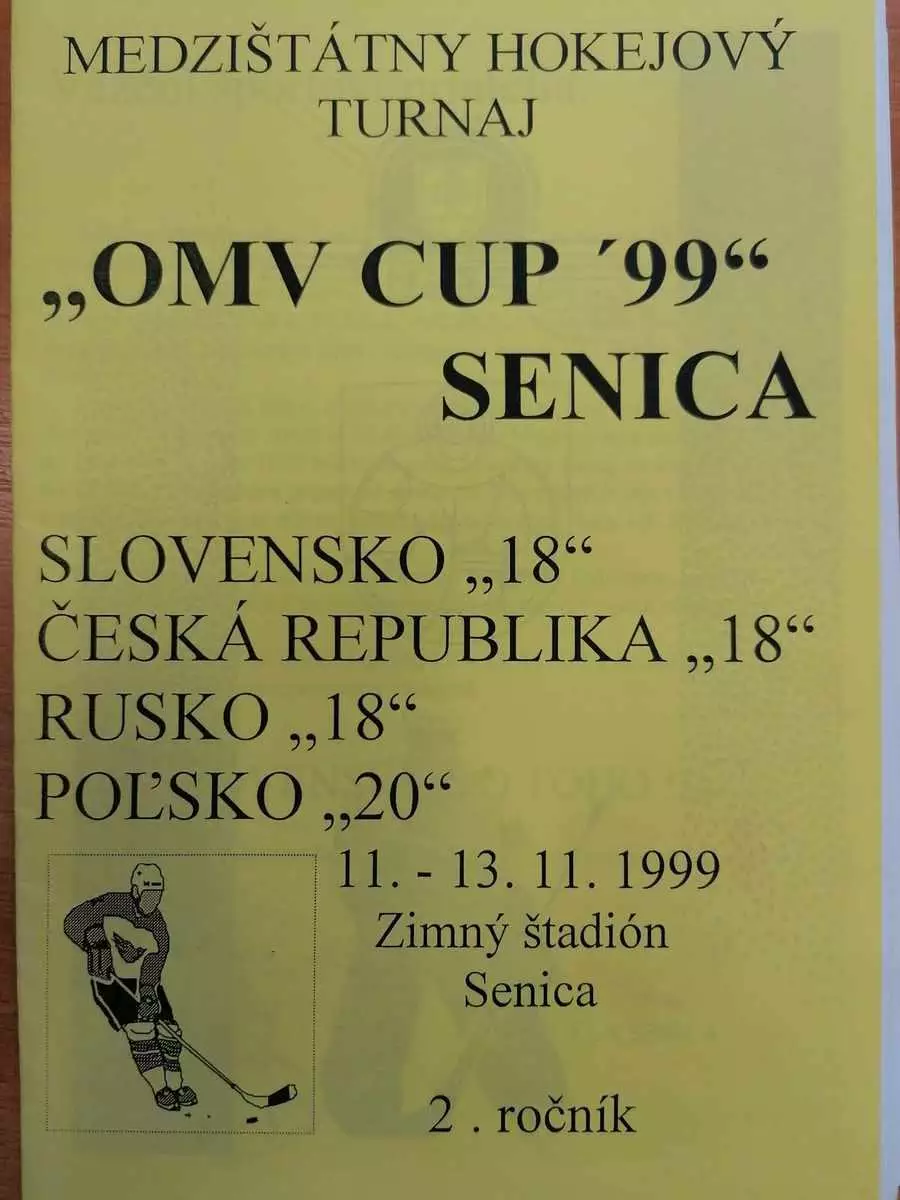 MEDZIŠTÁTNY HOKEJOVÝ
TURNAJ
„OMV CUP ´99“
SENICA
SLOVENSKO „18“
ČESKÁ REPUBLIKA „18“
RUSKO „18“
POĽSKO „20“
11. - 13. 11. 1999
Zimný štadión
Senica
2 . ročník